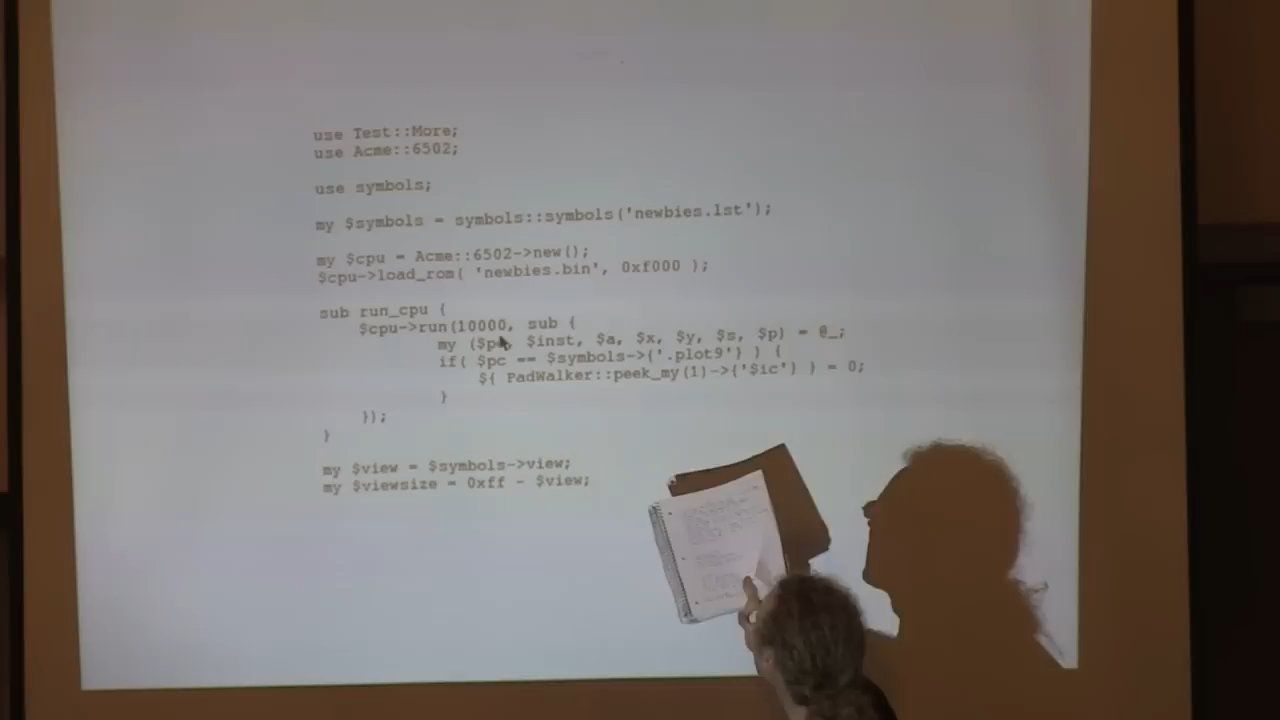 use Test::More;
use Acme::6502;
use symbols;
my $symbols = symbols::symbols('newbies.lst');
my $cpu = Acme::6502->new();
$cpu->load_rom( 'newbies.bin', 0xf000 );
sub run_cpu {
$cpu->run(10000, sub {
my ($pc, $inst, $a, $x, $y, $s, $p) = @_;
if( $pc == $symbols->{'.plot9'} ) {
${ PadWalker::peek_my(1)->{'$ic'} } = 0;
}
});
}
my $view = $symbols->view;
my $viewsize = 0xff - $view;